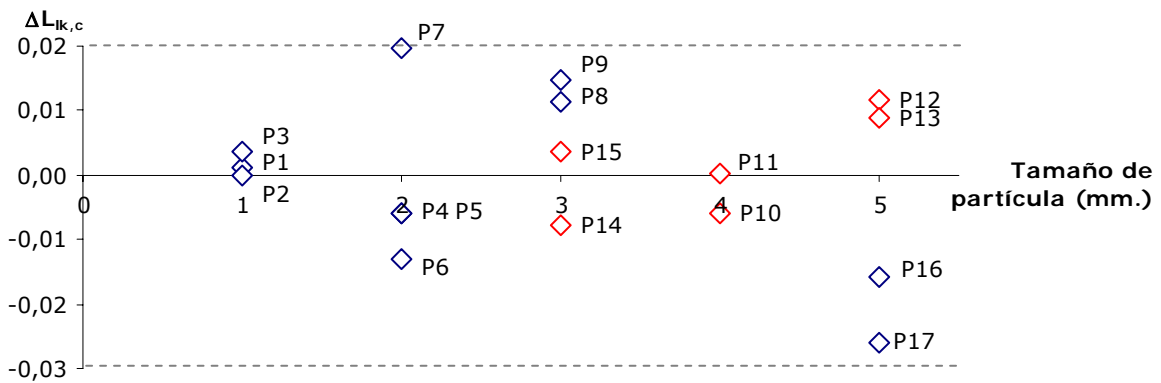 ΔLlk,c
0,02
0,01
0,00
-0,01
-0,02
-0,03
0
1
2
3
4
5
P3
P1
P2
P7
P4 P5
P6
P9
P8
P15
P14
P11
P10
P12
P13
P16
P17
Tamaño de
partícula (mm.)